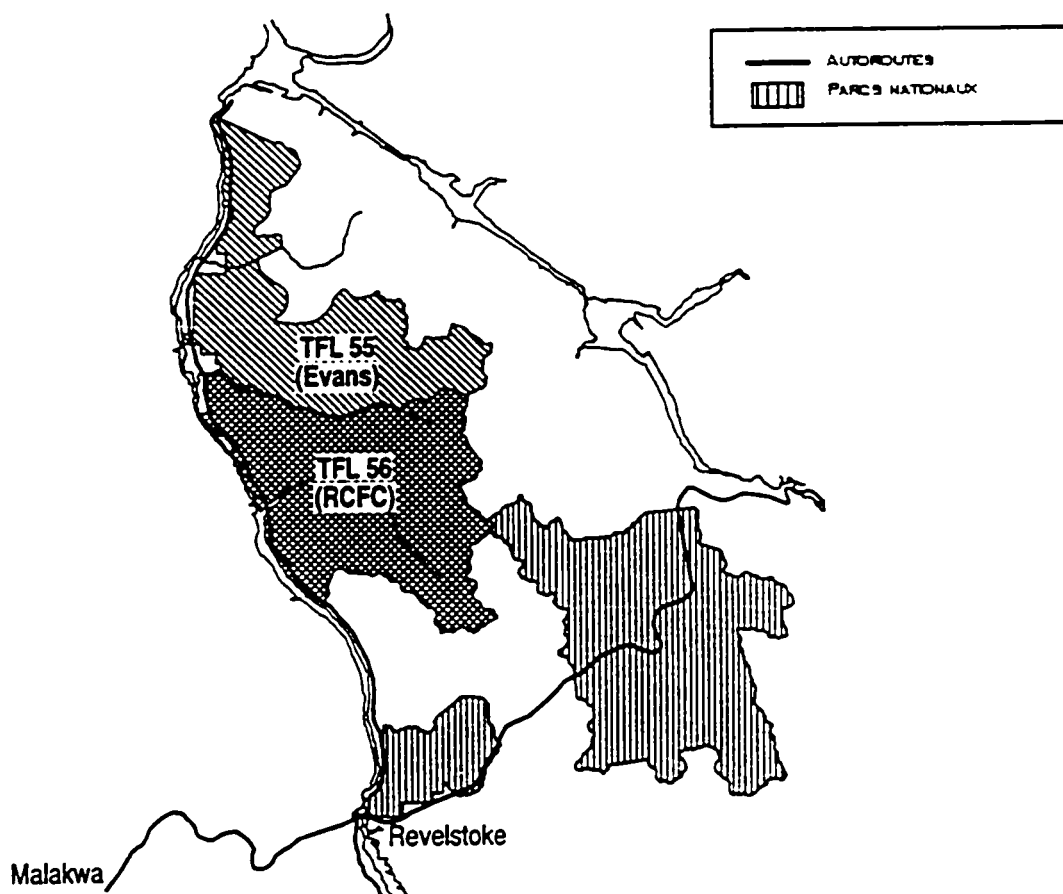 AUTOROUTES
PARCS NATIONAUX
TFL 55
(Evans)
TFL 56
(RCFC)
Revelstoke
Malakwa